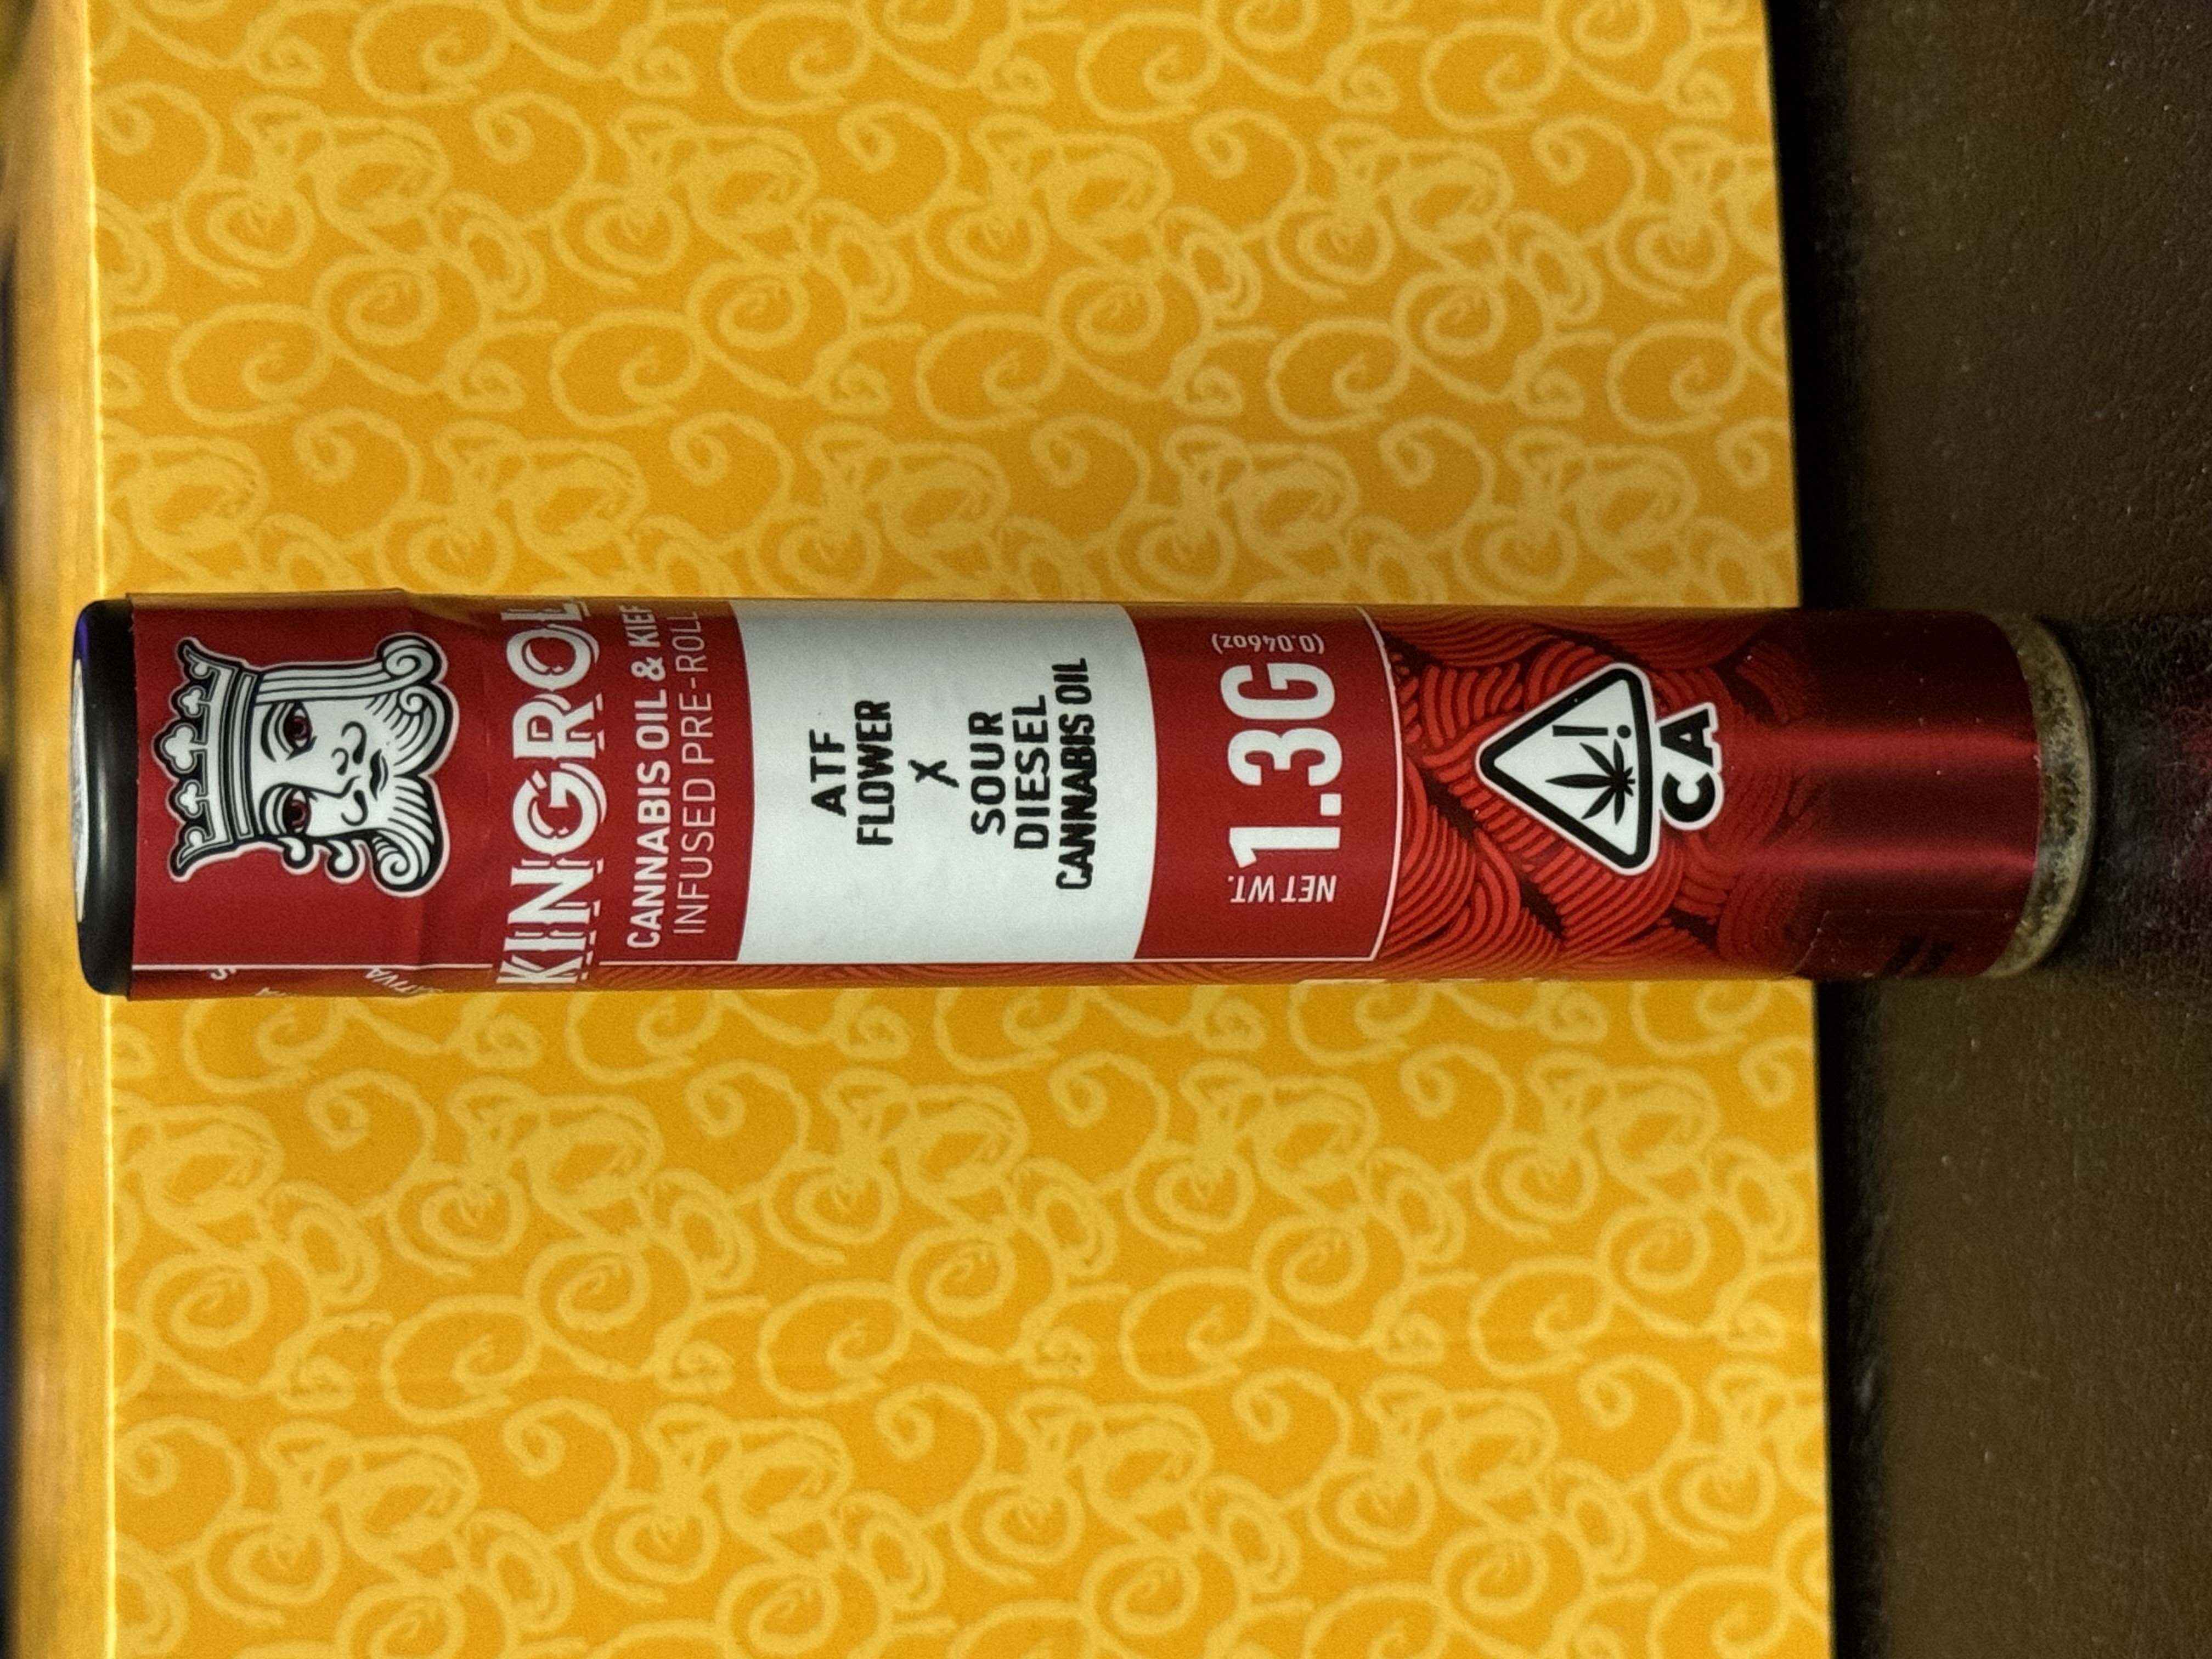 KINGROL
CANNABIS OIL & KIEF
INFUSED PRE-ROLL
ATF
FLOWER
X
SOUR
DIESEL
CANNABIS OIL
NET WT. 1.3G (0.046oz)
!
CA
SATIVA